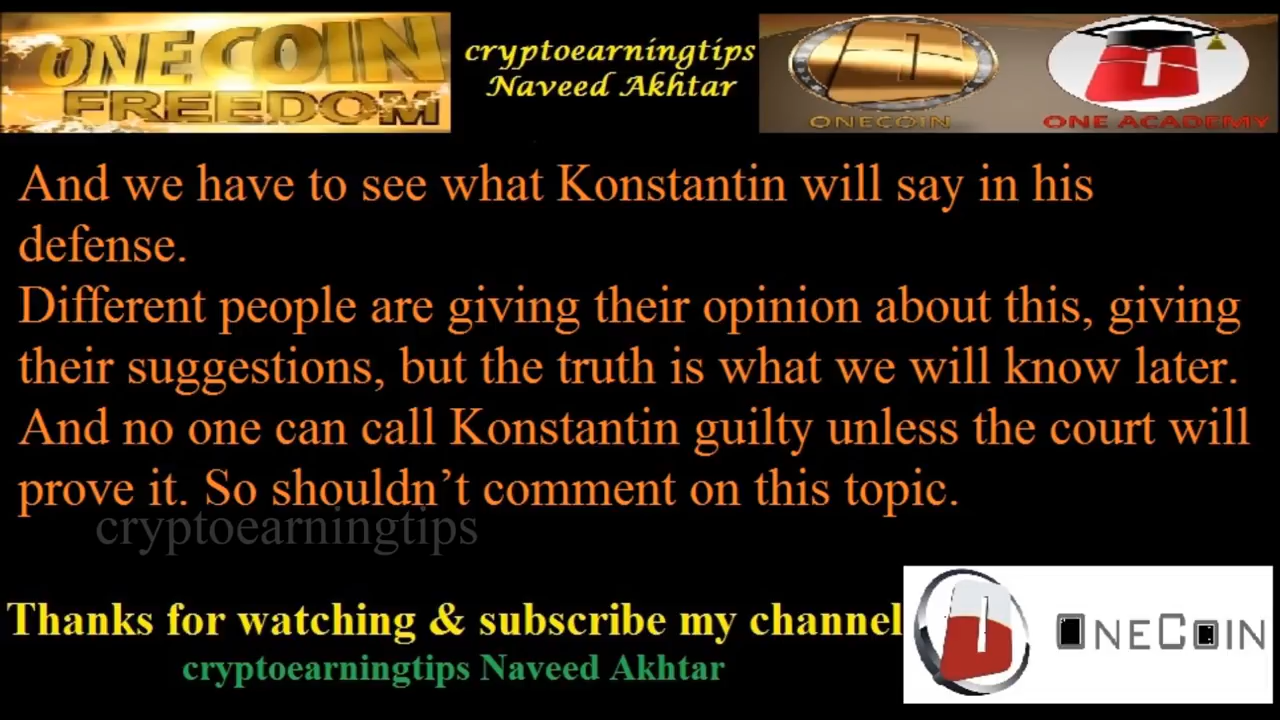 ONE COIN
FREEDOM
cryptoearningtips
Naveed Akhtar
ONECOIN
ONE ACADEMY
And we have to see what Konstantin will say in his
defense.
Different people are giving their opinion about this, giving
their suggestions, but the truth is what we will know later.
And no one can call Konstantin guilty unless the court will
prove it. So shouldn’t comment on this topic.
cryptoearningtips
Thanks for watching & subscribe my channel
cryptoearningtips Naveed Akhtar
ONECOIN